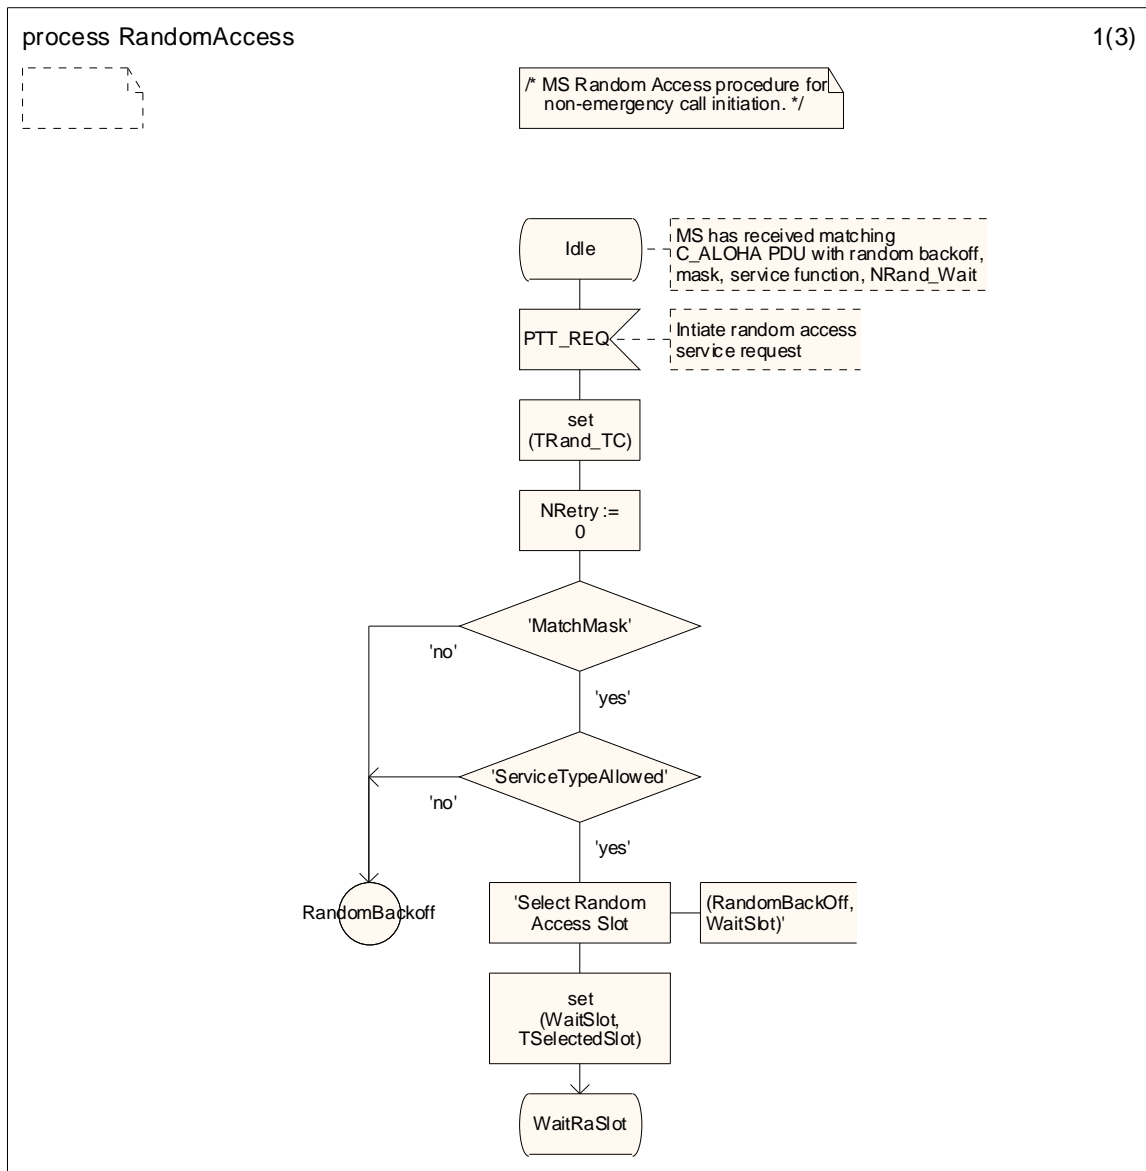 process RandomAccess
1(3)
/* MS Random Access procedure for
non-emergency call initiation. */
Idle
MS has received matching
C_ALOHA PDU with random backoff,
mask, service function, NRand_Wait
PTT_REQ
Intiate random access
service request
set
(TRand_TC)
NRetry :=
0
'MatchMask'
'no'
'yes'
'ServiceTypeAllowed'
'no'
'yes'
RandomBackoff
'Select Random
Access Slot
(RandomBackOff,
WaitSlot)'
set
(WaitSlot,
TSelectedSlot)
WaitRaSlot